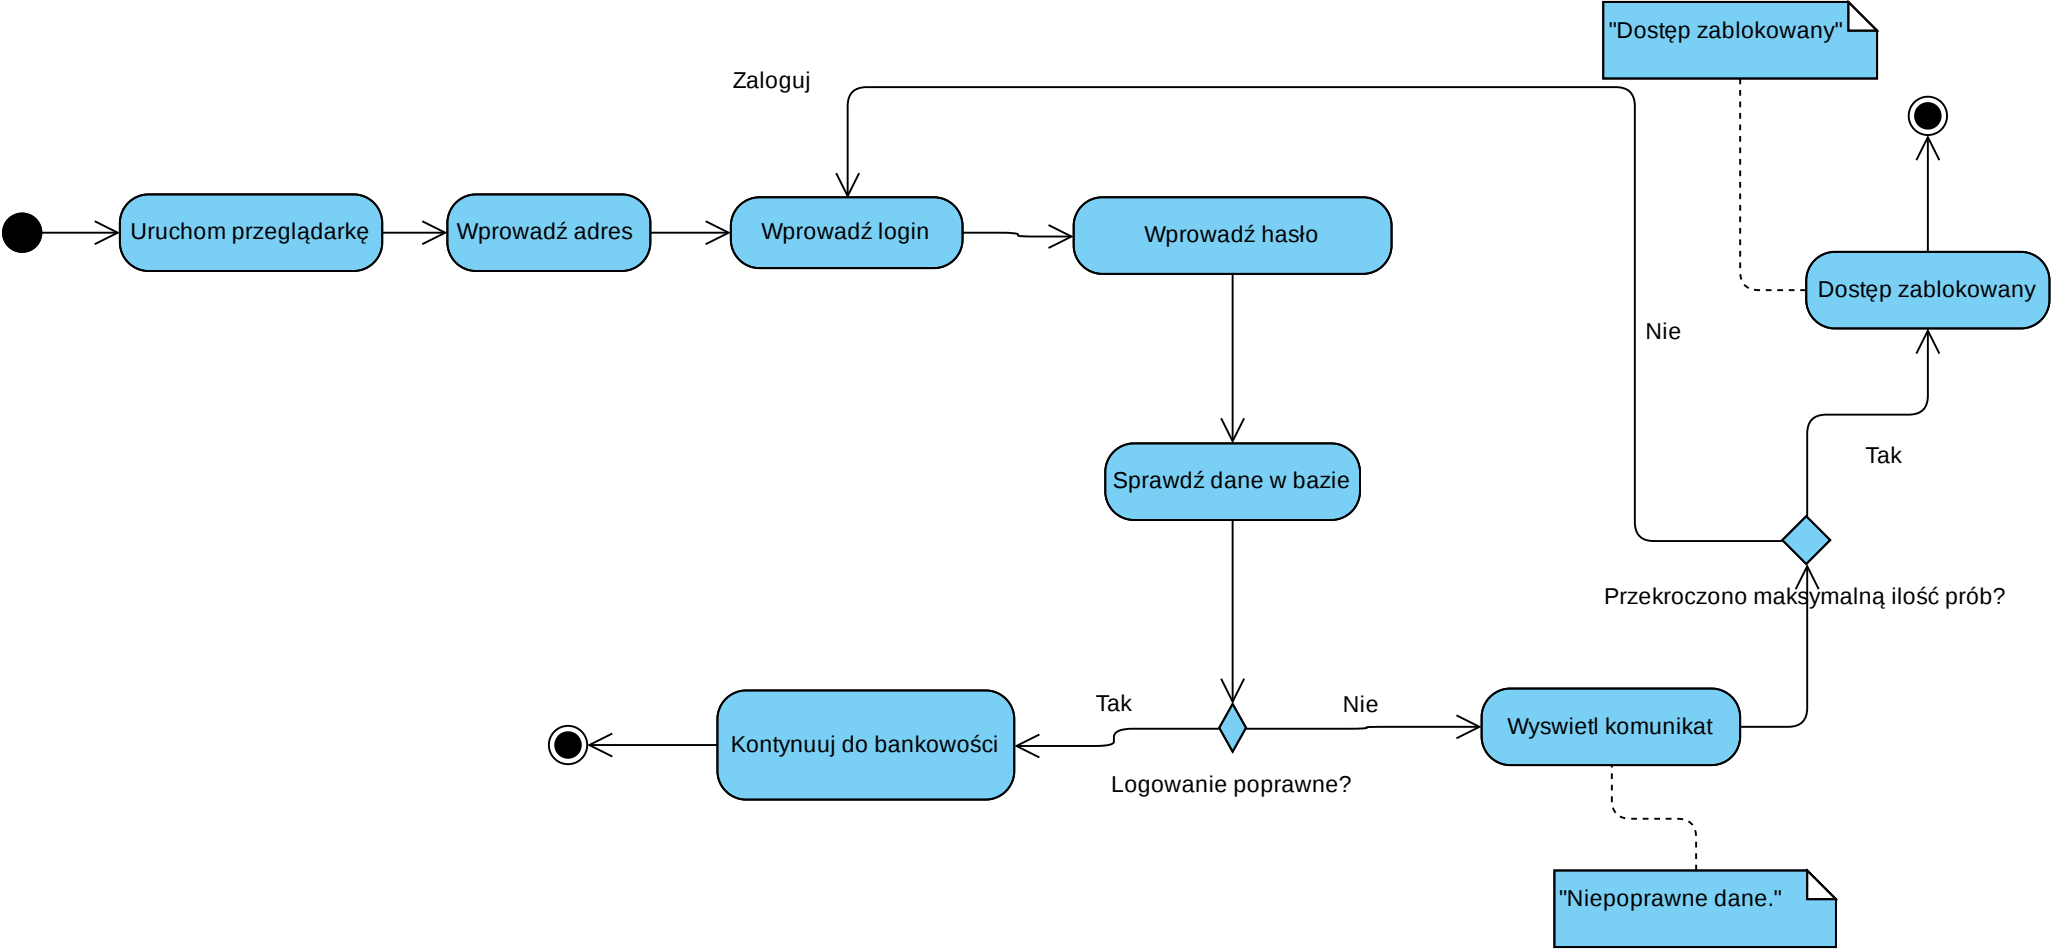 "Dostęp zablokowany"
Zaloguj
Uruchom przeglądarkę
Wprowadź adres
Wprowadź login
Wprowadź hasło
Dostęp zablokowany
Nie
Tak
Sprawdź dane w bazie
Przekroczono maksymalną ilość prób?
Tak
Nie
Kontynuuj do bankowości
Wyswietl komunikat
Logowanie poprawne?
"Niepoprawne dane."